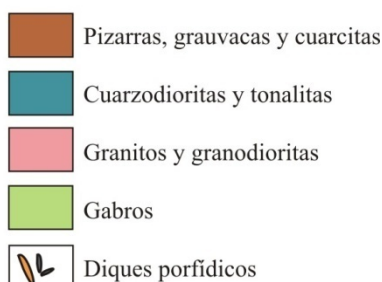 Pizarras, grauvacas y cuarcitas
Cuarzodioritas y tonalitas
Granitos y granodioritas
Gabros
Diques porfídicos